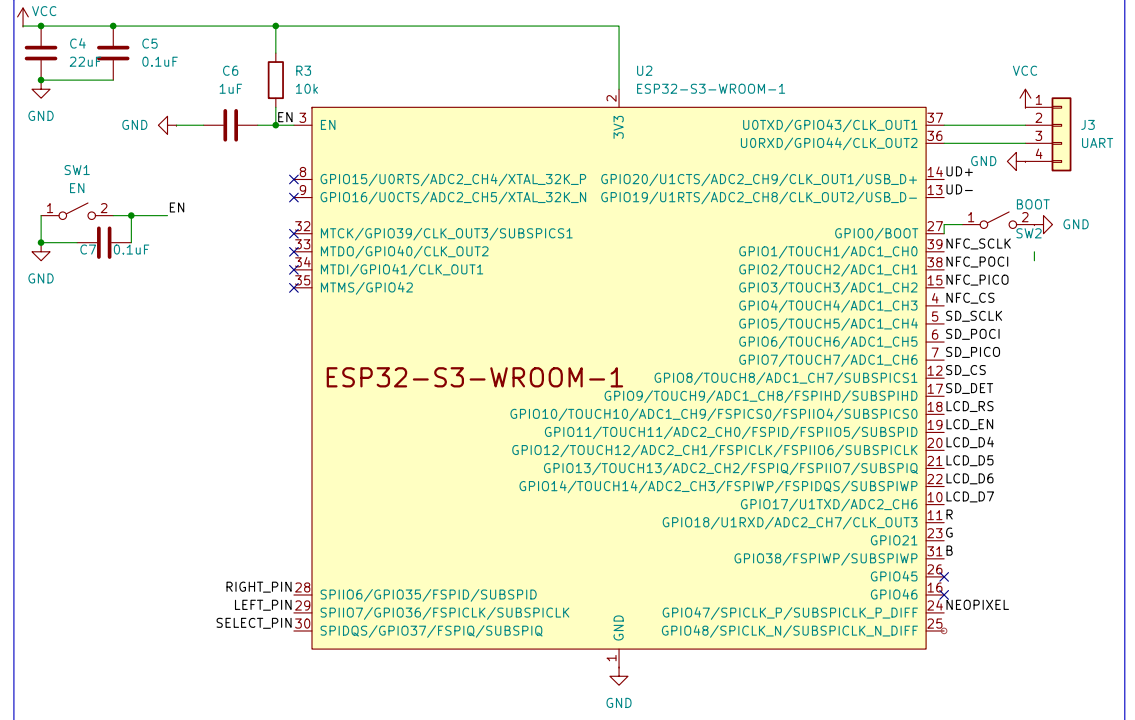 VCC
C4
22uF
C5
0.1uF
GND
C6
1uF
R3
10k
GND
EN
3
EN
U2
ESP32-S3-WROOM-1
2
3V3
VCC
J3
UART
1
2
3
4
GND
SW1
EN
1
2
EN
C7
0.1uF
GND
8
GPIO15/U0RTS/ADC2_CH4/XTAL_32K_P
9
GPIO16/U0CTS/ADC2_CH5/XTAL_32K_N
32
MTCK/GPIO39/CLK_OUT3/SUBSPICS1
33
MTDO/GPIO40/CLK_OUT2
34
MTDI/GPIO41/CLK_OUT1
35
MTMS/GPIO42
ESP32-S3-WROOM-1
RIGHT_PIN 28
SPIIO6/GPIO35/FSPID/SUBSPID
LEFT_PIN 29
SPIIO7/GPIO36/FSPICLK/SUBSPICLK
SELECT_PIN 30
SPIDQS/GPIO37/FSPIQ/SUBSPIQ
U0TXD/GPIO43/CLK_OUT1 37
U0RXD/GPIO44/CLK_OUT2 36
GPIO20/U1CTS/ADC2_CH9/CLK_OUT1/USB_D+ 14 UD+
GPIO19/U1RTS/ADC2_CH8/CLK_OUT2/USB_D- 13 UD-
GPIO0/BOOT 27
1
2
BOOT
SW2
GND
GPIO1/TOUCH1/ADC1_CH0 39 NFC_SCLK
GPIO2/TOUCH2/ADC1_CH1 38 NFC_POCI
GPIO3/TOUCH3/ADC1_CH2 15 NFC_PICO
GPIO4/TOUCH4/ADC1_CH3 4 NFC_CS
GPIO5/TOUCH5/ADC1_CH4 5 SD_SCLK
GPIO6/TOUCH6/ADC1_CH5 6 SD_POCI
GPIO7/TOUCH7/ADC1_CH6 7 SD_PICO
GPIO8/TOUCH8/ADC1_CH7/SUBSPICS1 12 SD_CS
GPIO9/TOUCH9/ADC1_CH8/FSPIHD/SUBSPIHD 17 SD_DET
GPIO10/TOUCH10/ADC1_CH9/FSPICS0/FSPIIO4/SUBSPICS0 18 LCD_RS
GPIO11/TOUCH11/ADC2_CH0/FSPID/FSPIIO5/SUBSPID 19 LCD_EN
GPIO12/TOUCH12/ADC2_CH1/FSPICLK/FSPIIO6/SUBSPICLK 20 LCD_D4
GPIO13/TOUCH13/ADC2_CH2/FSPIQ/FSPIIO7/SUBSPIQ 21 LCD_D5
GPIO14/TOUCH14/ADC2_CH3/FSPIWP/FSPIDQS/SUBSPIWP 22 LCD_D6
GPIO17/U1TXD/ADC2_CH6 10 LCD_D7
GPIO18/U1RXD/ADC2_CH7/CLK_OUT3 11 R
GPIO21 23 G
GPIO38/FSPIWP/SUBSPIWP 31 B
GPIO45 26
GPIO46 16
GPIO47/SPICLK_P/SUBSPICLK_P_DIFF 24 NEOPIXEL
GPIO48/SPICLK_N/SUBSPICLK_N_DIFF 25
GND
1
GND